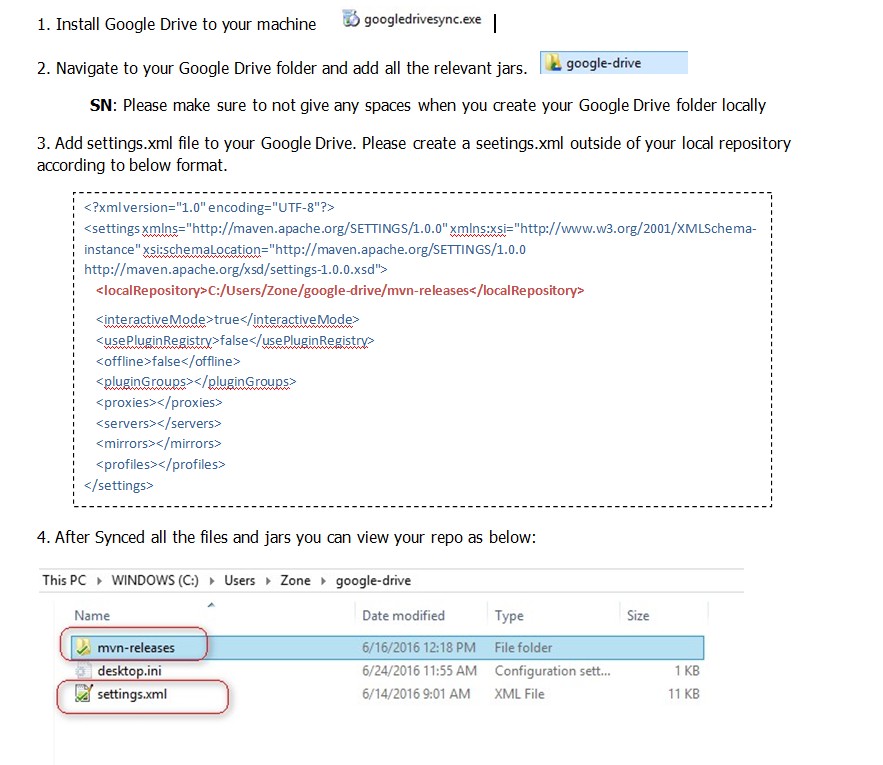 1. Install Google Drive to your machine googledrivesync.exe
2. Navigate to your Google Drive folder and add all the relevant jars. google-drive
SN: Please make sure to not give any spaces when you create your Google Drive folder locally
3. Add settings.xml file to your Google Drive. Please create a seetings.xml outside of your local repository
according to below format.
<?xml version="1.0" encoding="UTF-8"?>
<settings xmlns="http://maven.apache.org/SETTINGS/1.0.0" xmlns:xsi="http://www.w3.org/2001/XMLSchema-
instance" xsi:schemaLocation="http://maven.apache.org/SETTINGS/1.0.0
http://maven.apache.org/xsd/settings-1.0.0.xsd">
<localRepository>C:/Users/Zone/google-drive/mvn-releases</localRepository>
<interactiveMode>true</interactiveMode>
<usePluginRegistry>false</usePluginRegistry>
<offline>false</offline>
<pluginGroups></pluginGroups>
<proxies></proxies>
<servers></servers>
<mirrors></mirrors>
<profiles></profiles>
</settings>
4. After Synced all the files and jars you can view your repo as below:
This PC WINDOWS (C:) Users Zone google-drive
Name Date modified Type Size
mvn-releases 6/16/2016 12:18 PM File folder
desktop.ini 6/24/2016 11:55 AM Configuration sett... 1 KB
settings.xml 6/14/2016 9:01 AM XML File 11 KB